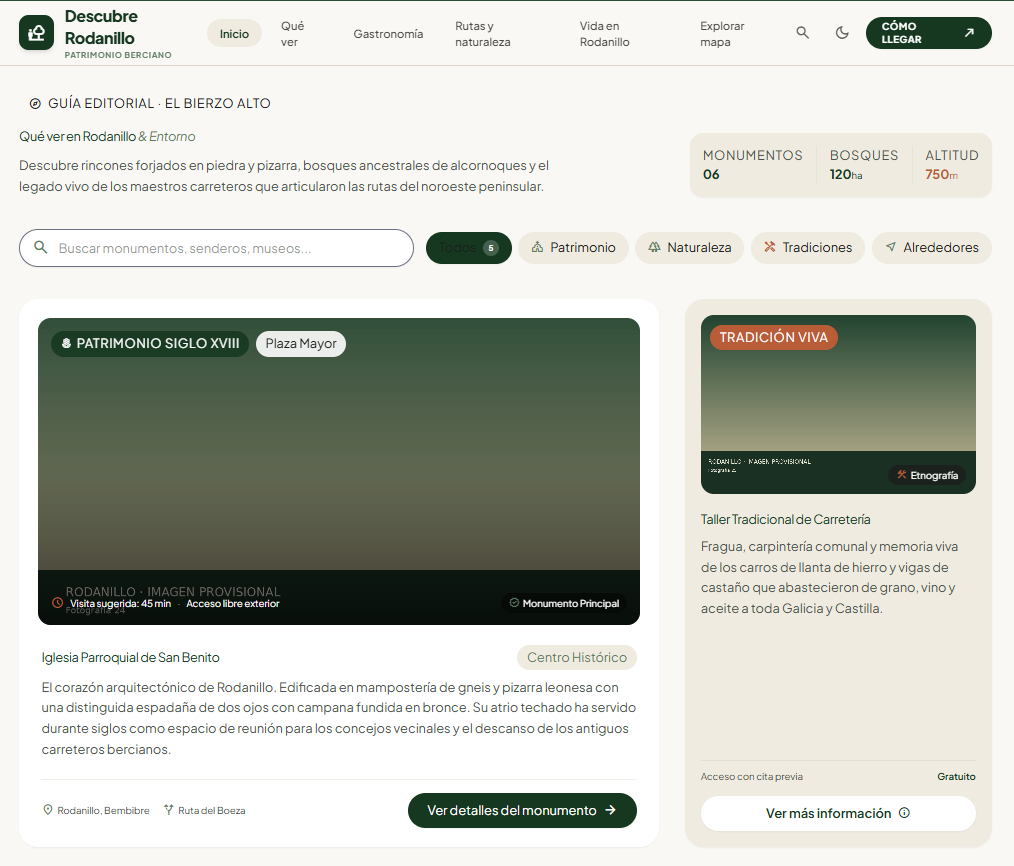 Descubre
Rodanillo
PATRIMONIO BERCIANO
Inicio
Qué
ver
Gastronomía
Rutas y
naturaleza
Vida en
Rodanillo
Explorar
mapa
CÓMO
LLEGAR
GUÍA EDITORIAL · EL BIERZO ALTO
Qué ver en Rodanillo & Entorno
Descubre rincones forjados en piedra y pizarra, bosques ancestrales de alcornoques y el
legado vivo de los maestros carreteros que articularon las rutas del noroeste peninsular.
MONUMENTOS
06
BOSQUES
120ha
ALTITUD
750m
Buscar monumentos, senderos, museos...
Todos 5
Patrimonio
Naturaleza
Tradiciones
Alrededores
PATRIMONIO SIGLO XVIII
Plaza Mayor
RODANILLO · IMAGEN PROVISIONAL
Fotografía 24
Visita sugerida: 45 min · Acceso libre exterior
Monumento Principal
Iglesia Parroquial de San Benito
Centro Histórico
El corazón arquitectónico de Rodanillo. Edificada en mampostería de gneis y pizarra leonesa con
una distinguida espadaña de dos ojos con campana fundida en bronce. Su atrio techado ha servido
durante siglos como espacio de reunión para los concejos vecinales y el descanso de los antiguos
carreteros bercianos.
Rodanillo, Bembibre
Ruta del Boeza
Ver detalles del monumento
TRADICIÓN VIVA
RODANILLO · IMAGEN PROVISIONAL
Etnografía
Taller Tradicional de Carretería
Fragua, carpintería comunal y memoria viva
de los carros de llanta de hierro y vigas de
castaño que abastecieron de grano, vino y
aceite a toda Galicia y Castilla.
Acceso con cita previa
Gratuito
Ver más información